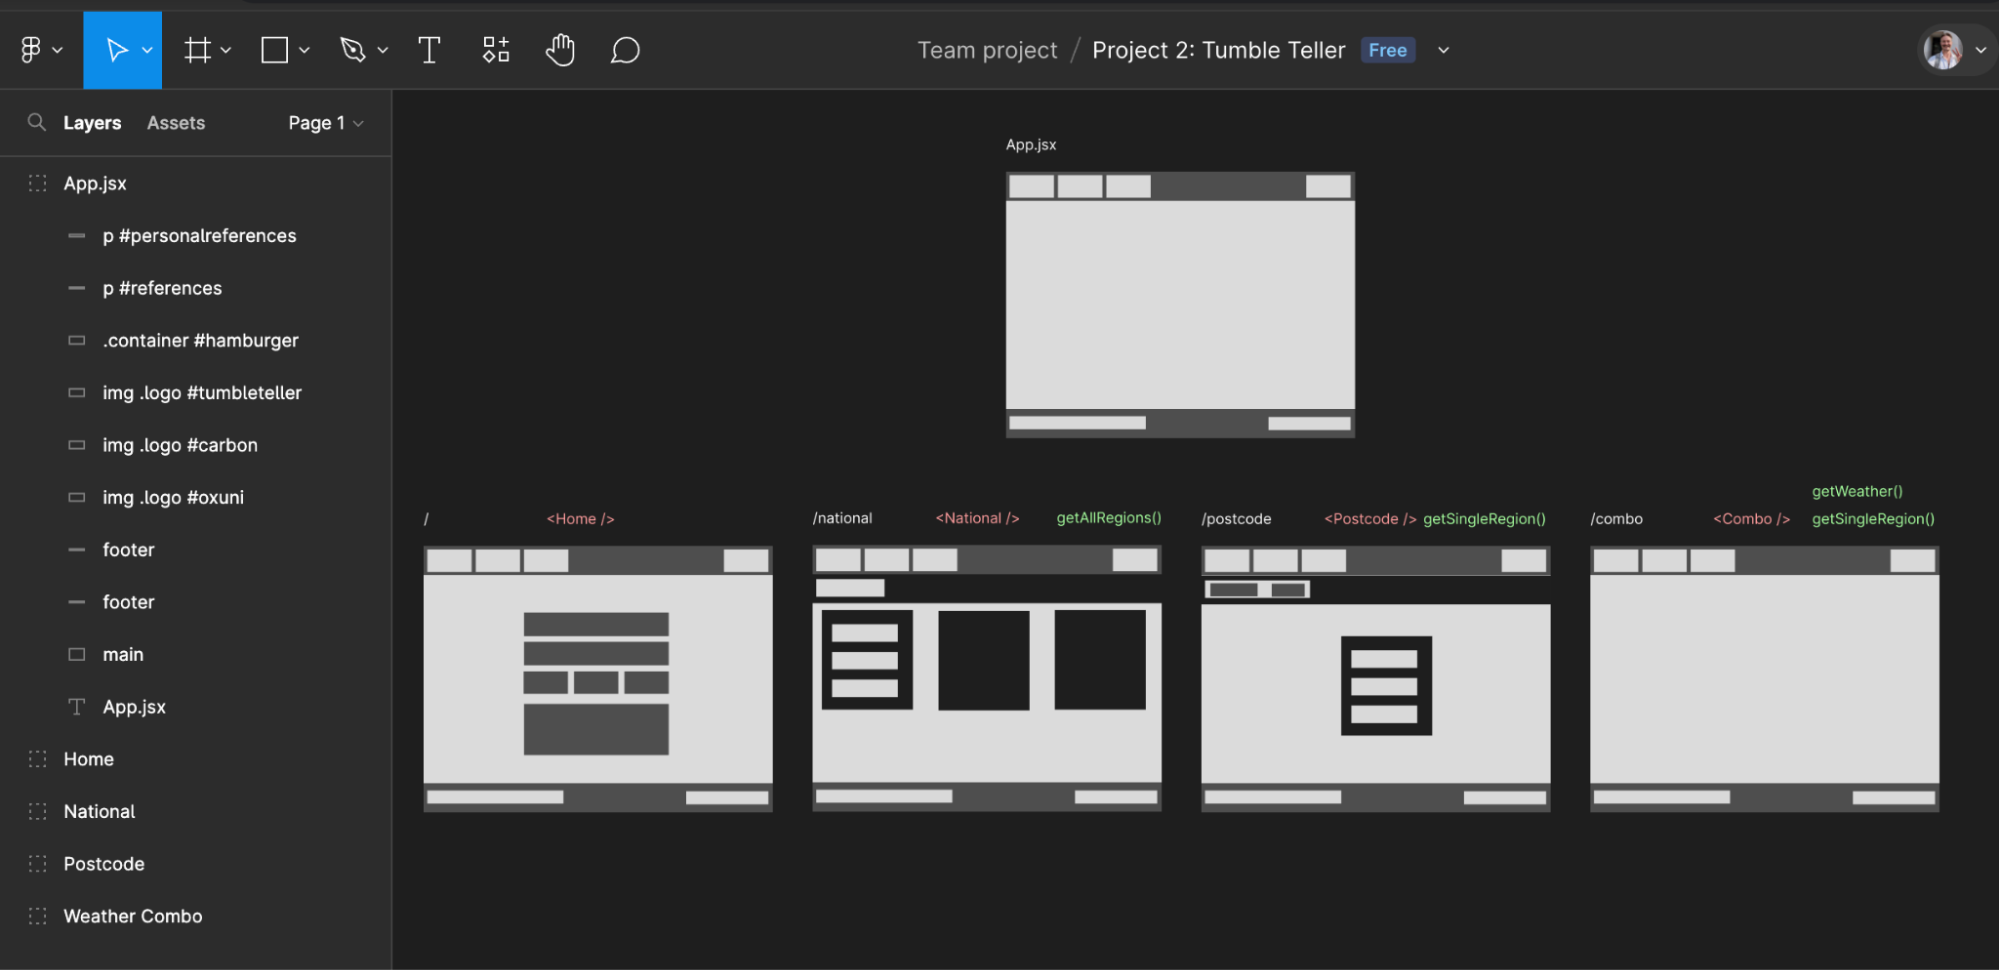 Team project / Project 2: Tumble Teller Free
Layers Assets Page 1
App.jsx
p #personalreferences
p #references
.container #hamburger
img .logo #tumbleteller
img .logo #carbon
img .logo #oxuni
footer
footer
main
App.jsx
Home
National
Postcode
Weather Combo
App.jsx
/ <Home />
/national <National /> getAllRegions()
/postcode <Postcode /> getSingleRegion()
getWeather()
/combo <Combo /> getSingleRegion()